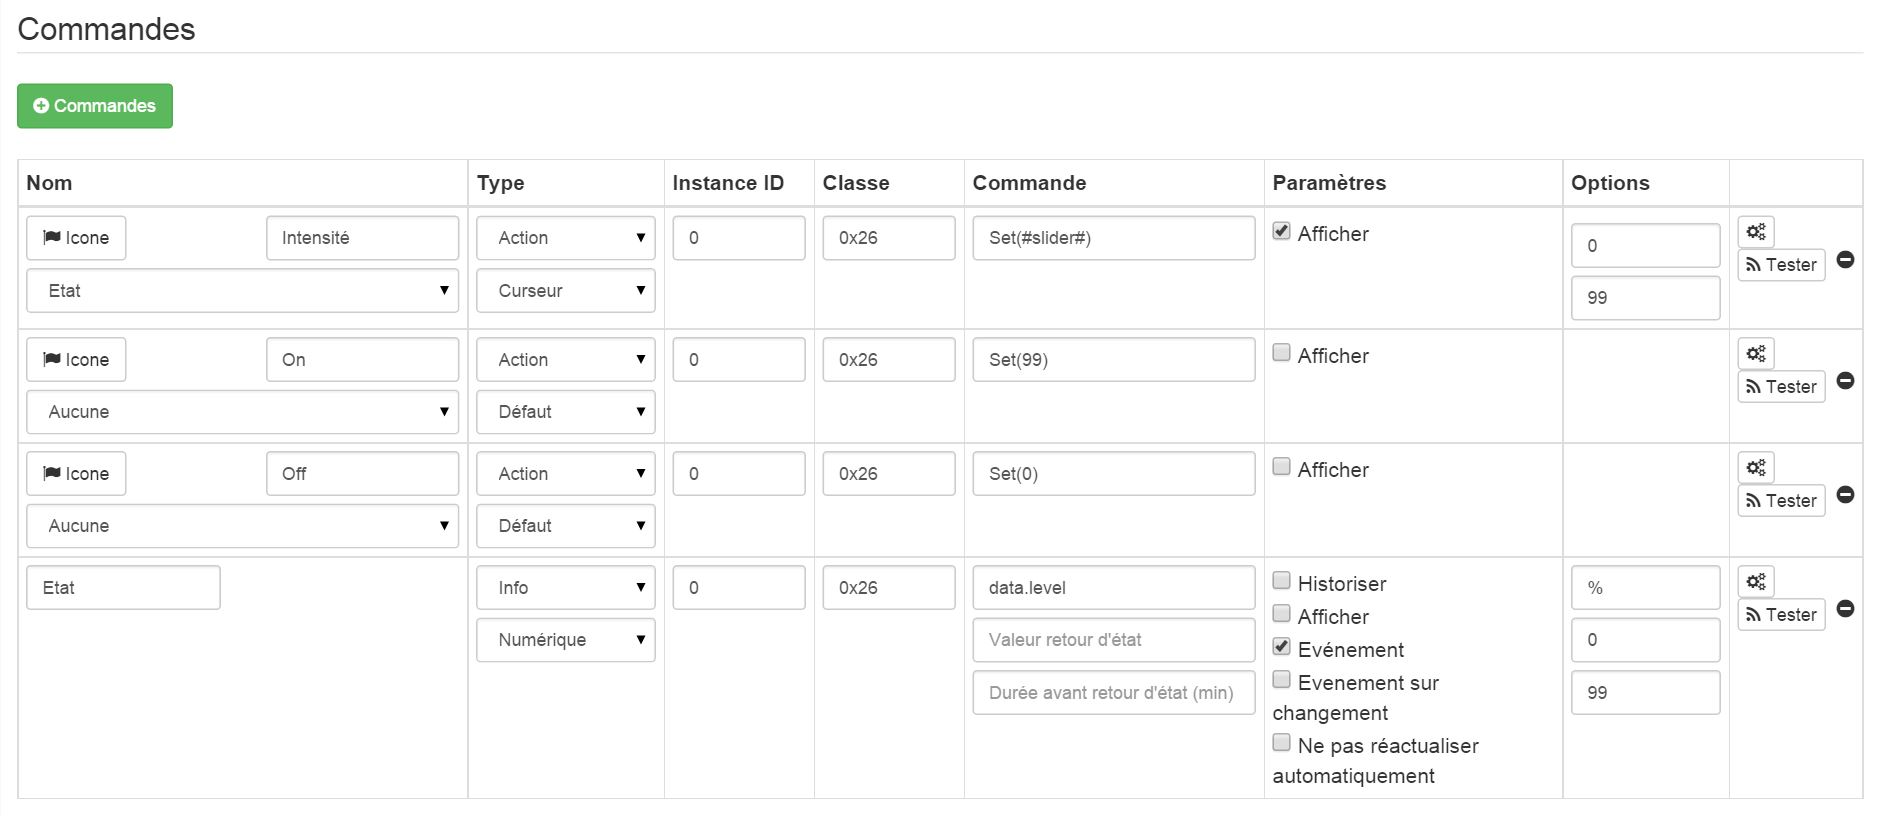 Commandes
Commandes
Nom Type Instance ID Classe Commande Paramètres Options
Icone Intensité Action 0 0x26 Set(#slider#) Afficher 0
Tester
Etat Curseur 99
Icone On Action 0 0x26 Set(99) Afficher
Tester
Aucune Défaut
Icone Off Action 0 0x26 Set(0) Afficher
Tester
Aucune Défaut
Etat Info 0 0x26 data.level Historiser %
Afficher Tester
Numérique Valeur retour d'état Evénement 0
Durée avant retour d'état (min) Evenement sur 99
changement
Ne pas réactualiser
automatiquement